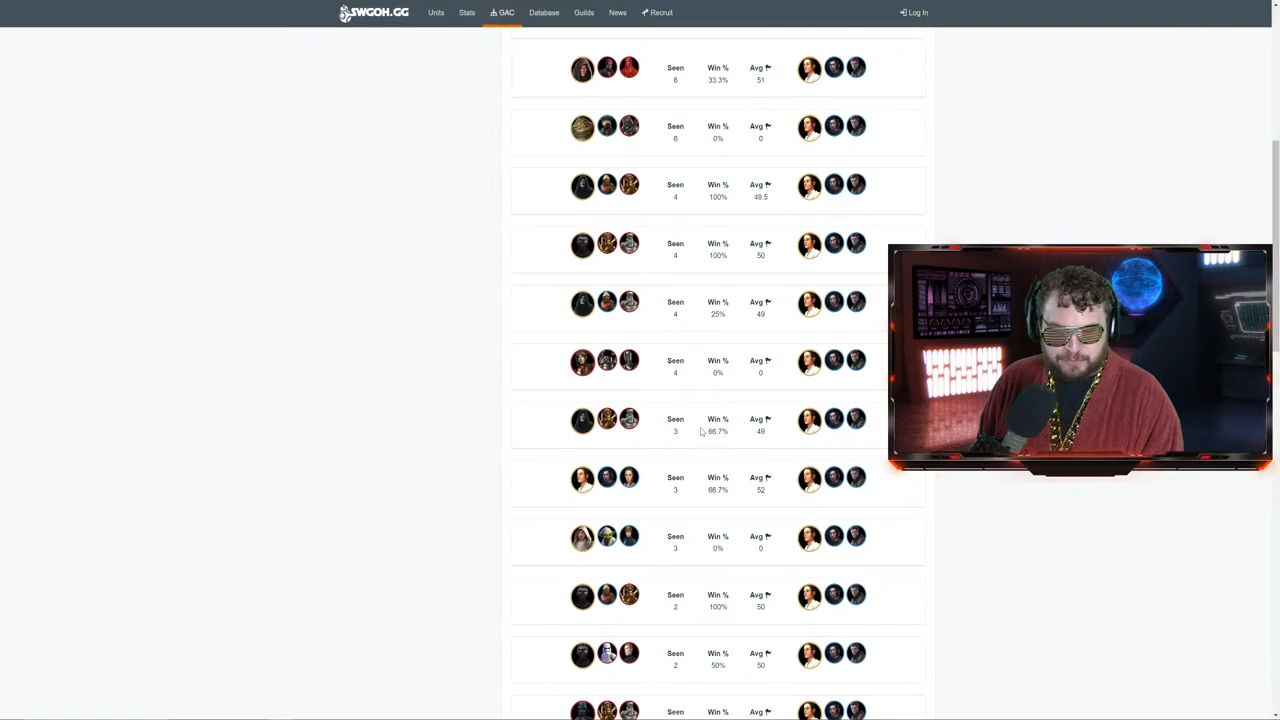 SWGOH.GG Units Stats GAC Database Guilds News Recruit Log In
Seen Win % Avg
6 33.3% 51
Seen Win % Avg
6 0% 0
Seen Win % Avg
4 100% 49.5
Seen Win % Avg
4 100% 50
Seen Win % Avg
4 25% 49
Seen Win % Avg
4 0% 0
Seen Win % Avg
3 66.7% 49
Seen Win % Avg
3 66.7% 52
Seen Win % Avg
3 0% 0
Seen Win % Avg
2 100% 50
Seen Win % Avg
2 50% 50
Seen Win % Avg